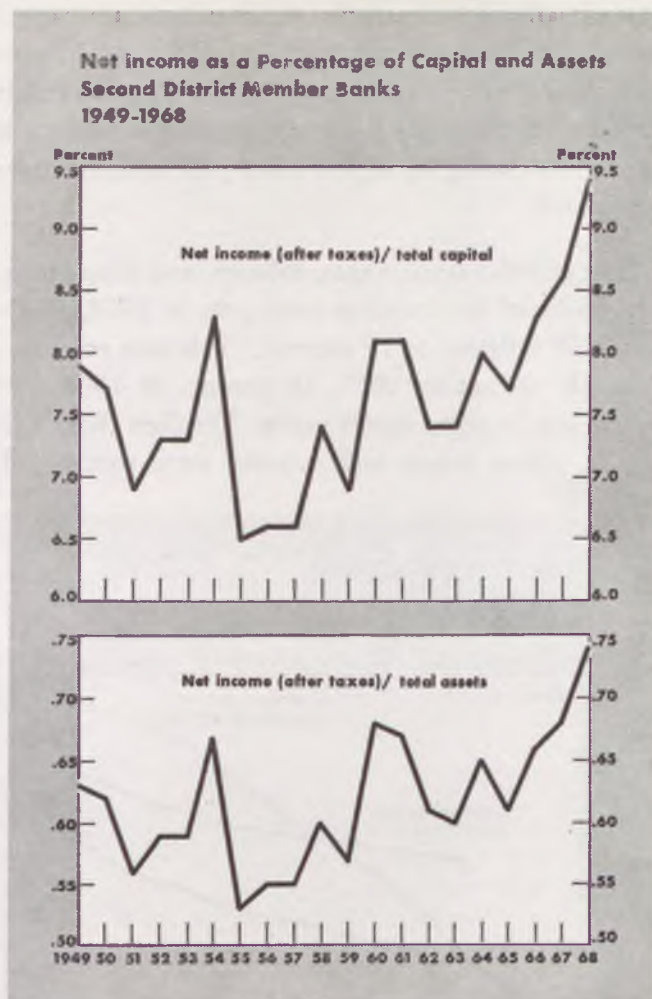 Net income as a Percentage of Capital and Assets
Second District Member Banks
1949-1968
Percent Percent
9.5 9.5
9.0 9.0
Net income (after taxes)/ total capital
8.5 8.5
8.0 8.0
7.5 7.5
7.0 7.0
6.5 6.5
6.0 6.0
.75 .75
Net income (after taxes)/ total assets
.70 .70
.65 .65
.60 .60
.55 .55
.50 .50
1949 50 51 52 53 54 55 56 57 58 59 60 61 62 63 64 65 66 67 68